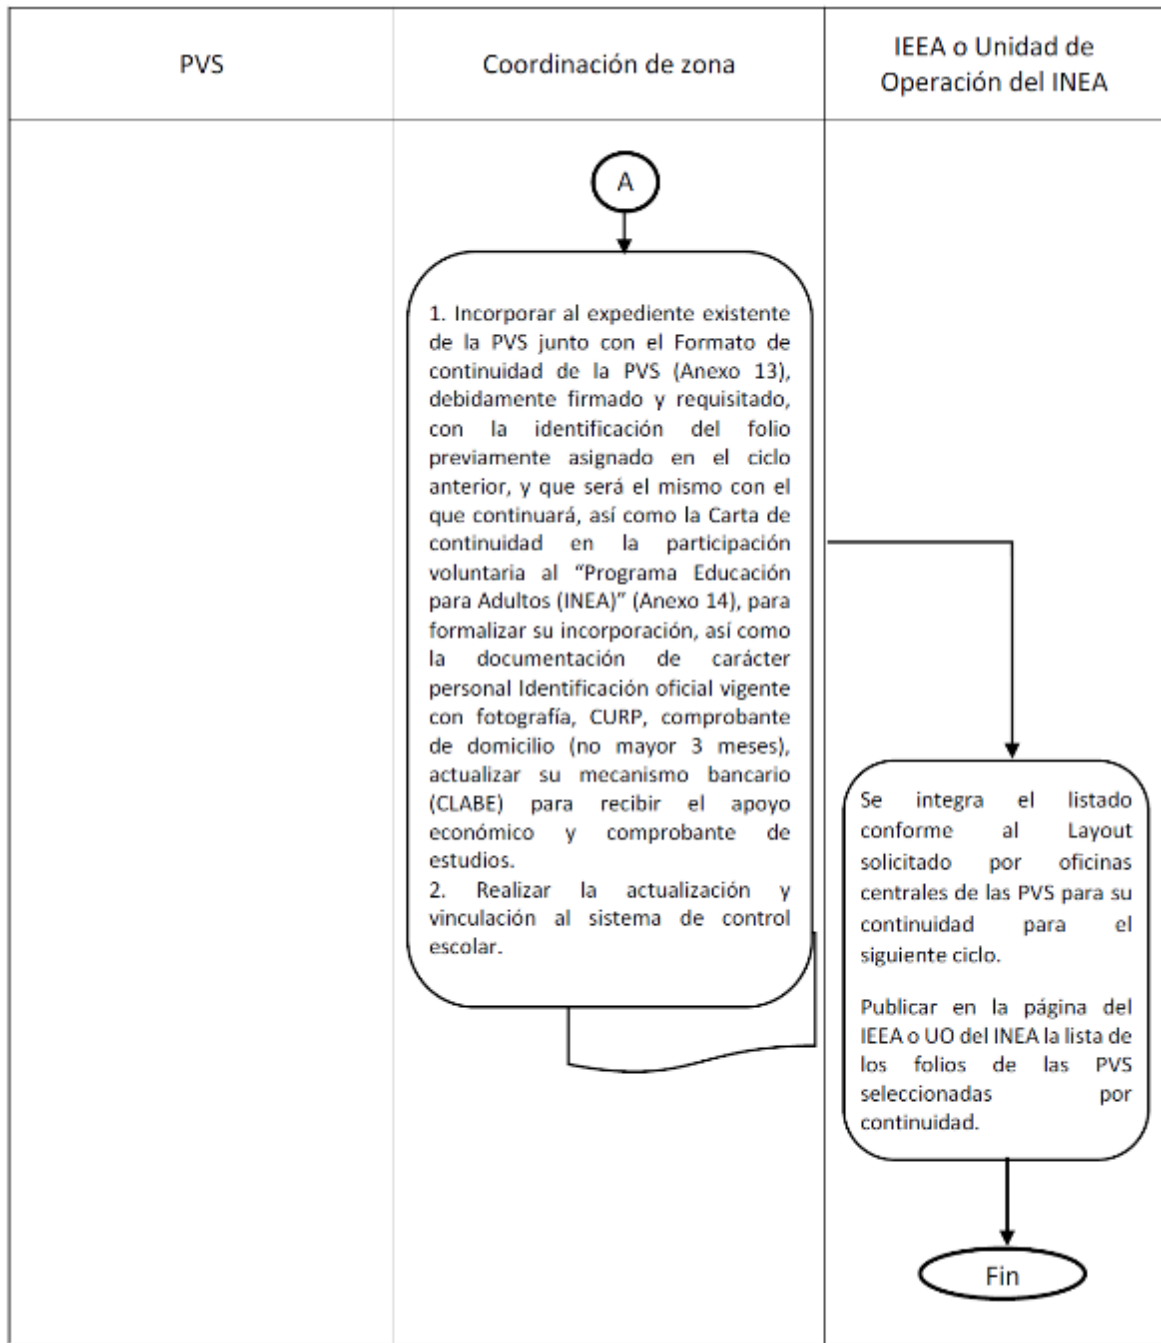 PVS
Coordinación de zona
IEEA o Unidad de
Operación del INEA
A
1. Incorporar al expediente existente
de la PVS junto con el Formato de
continuidad de la PVS (Anexo 13),
debidamente firmado y requisitado,
con la identificación del folio
previamente asignado en el ciclo
anterior, y que será el mismo con el
que continuará, así como la Carta de
continuidad en la participación
voluntaria al “Programa Educación
para Adultos (INEA)” (Anexo 14), para
formalizar su incorporación, así como
la documentación de carácter
personal Identificación oficial vigente
con fotografía, CURP, comprobante
de domicilio (no mayor 3 meses),
actualizar su mecanismo bancario
(CLABE) para recibir el apoyo
económico y comprobante de
estudios.
2. Realizar la actualización y
vinculación al sistema de control
escolar.
Se integra el listado
conforme al Layout
solicitado por oficinas
centrales de las PVS para su
continuidad para el
siguiente ciclo.
Publicar en la página del
IEEA o UO del INEA la lista de
los folios de las PVS
seleccionadas por
continuidad.
Fin